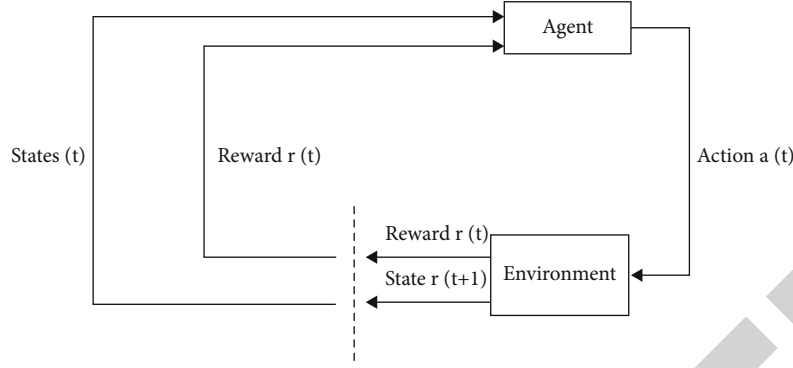 Agent
States (t)
Reward r (t)
Action a (t)
Reward r (t)
State r (t+1)
Environment